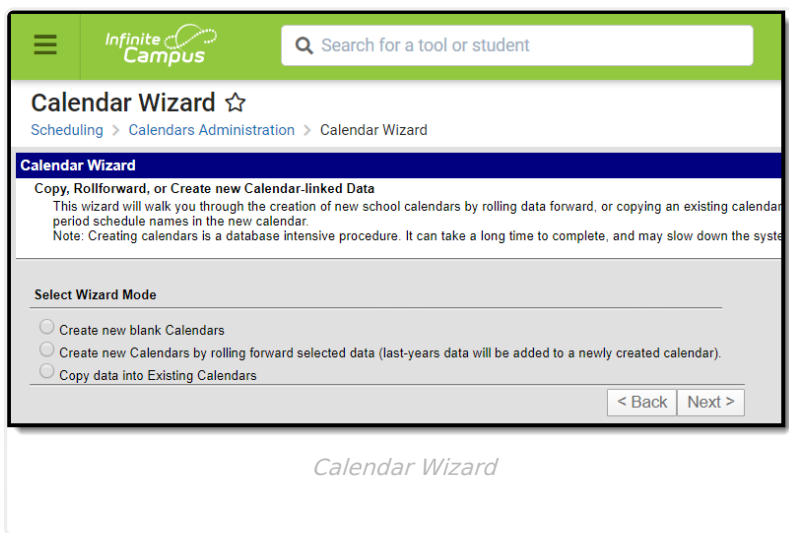 Infinite
Campus
Search for a tool or student
Calendar Wizard
Scheduling > Calendars Administration > Calendar Wizard
Calendar Wizard
Copy, Rollforward, or Create new Calendar-linked Data
This wizard will walk you through the creation of new school calendars by rolling data forward, or copying an existing calendar
period schedule names in the new calendar.
Note: Creating calendars is a database intensive procedure. It can take a long time to complete, and may slow down the syste
Select Wizard Mode
Create new blank Calendars
Create new Calendars by rolling forward selected data (last-years data will be added to a newly created calendar).
Copy data into Existing Calendars
< Back Next >
Calendar Wizard